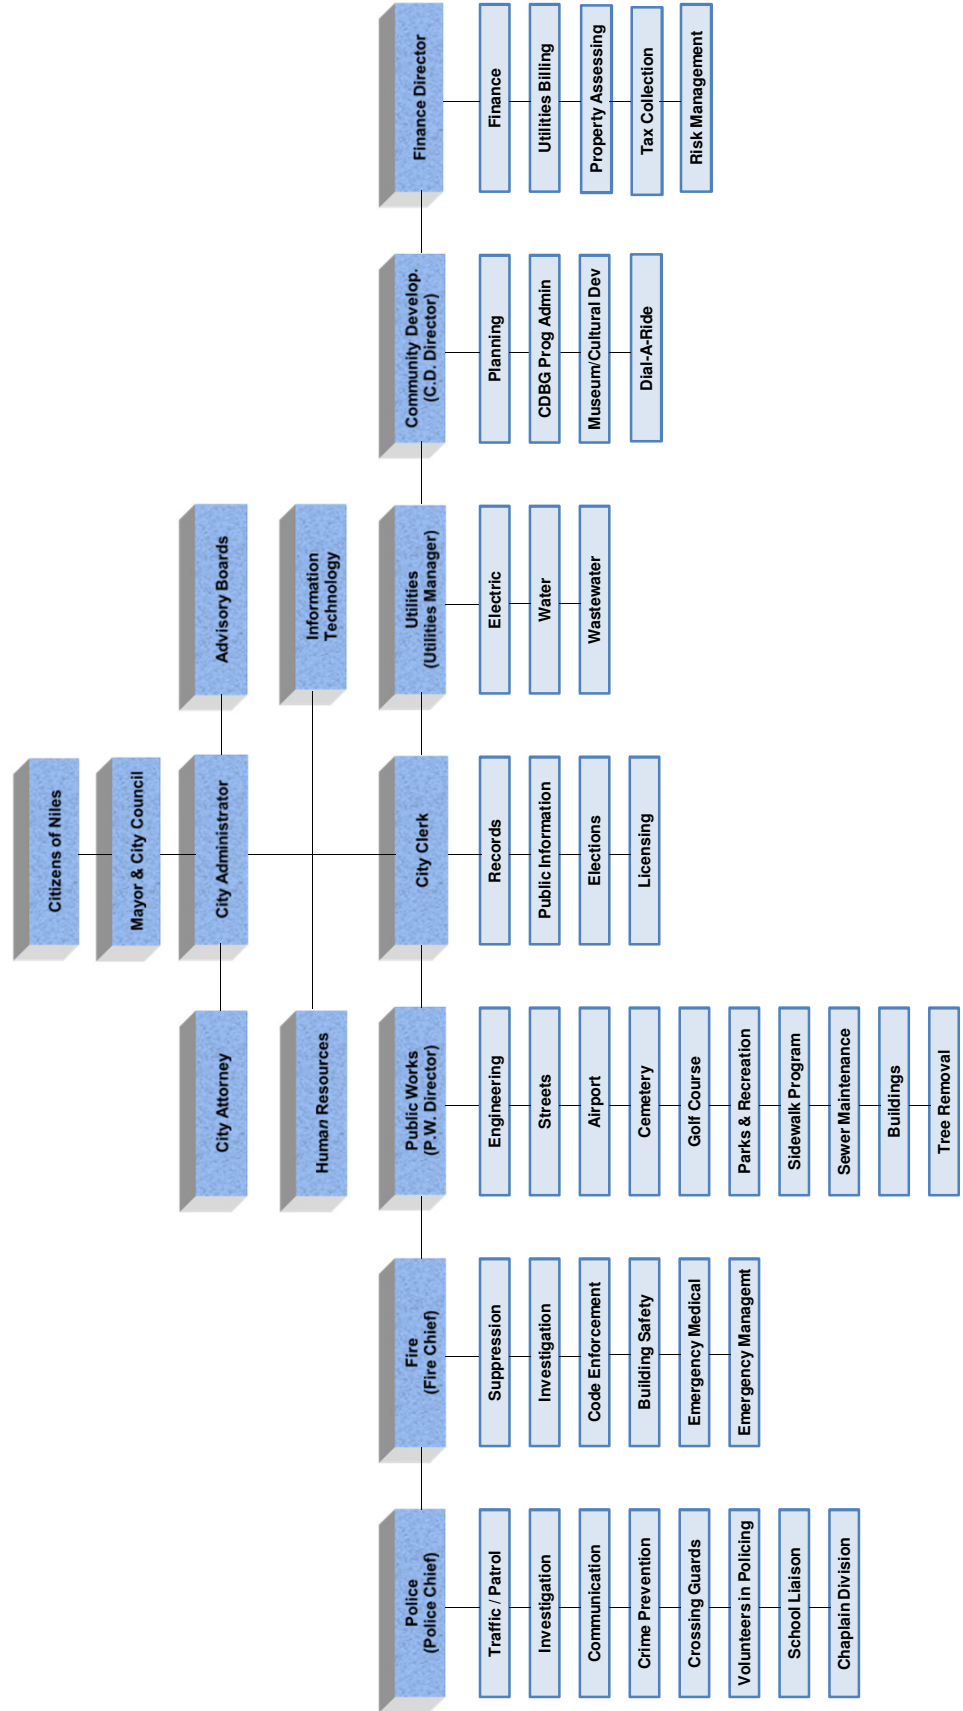 Citizens of Niles
Mayor & City Council
City Attorney
City Administrator
Advisory Boards
Human Resources
Information
Technology
Police
(Police Chief)
Fire
(Fire Chief)
Public Works
(P.W. Director)
City Clerk
Utilities
(Utilities Manager)
Community Develop.
(C.D. Director)
Finance Director
Traffic / Patrol
Investigation
Communication
Crime Prevention
Crossing Guards
Volunteers in Policing
School Liaison
Chaplain Division
Suppression
Investigation
Code Enforcement
Building Safety
Emergency Medical
Emergency Managemt
Engineering
Streets
Airport
Cemetery
Golf Course
Parks & Recreation
Sidewalk Program
Sewer Maintenance
Buildings
Tree Removal
Records
Public Information
Elections
Licensing
Electric
Water
Wastewater
Planning
CDBG Prog Admin
Museum/Cultural Dev
Dial-A-Ride
Finance
Utilities Billing
Property Assessing
Tax Collection
Risk Management